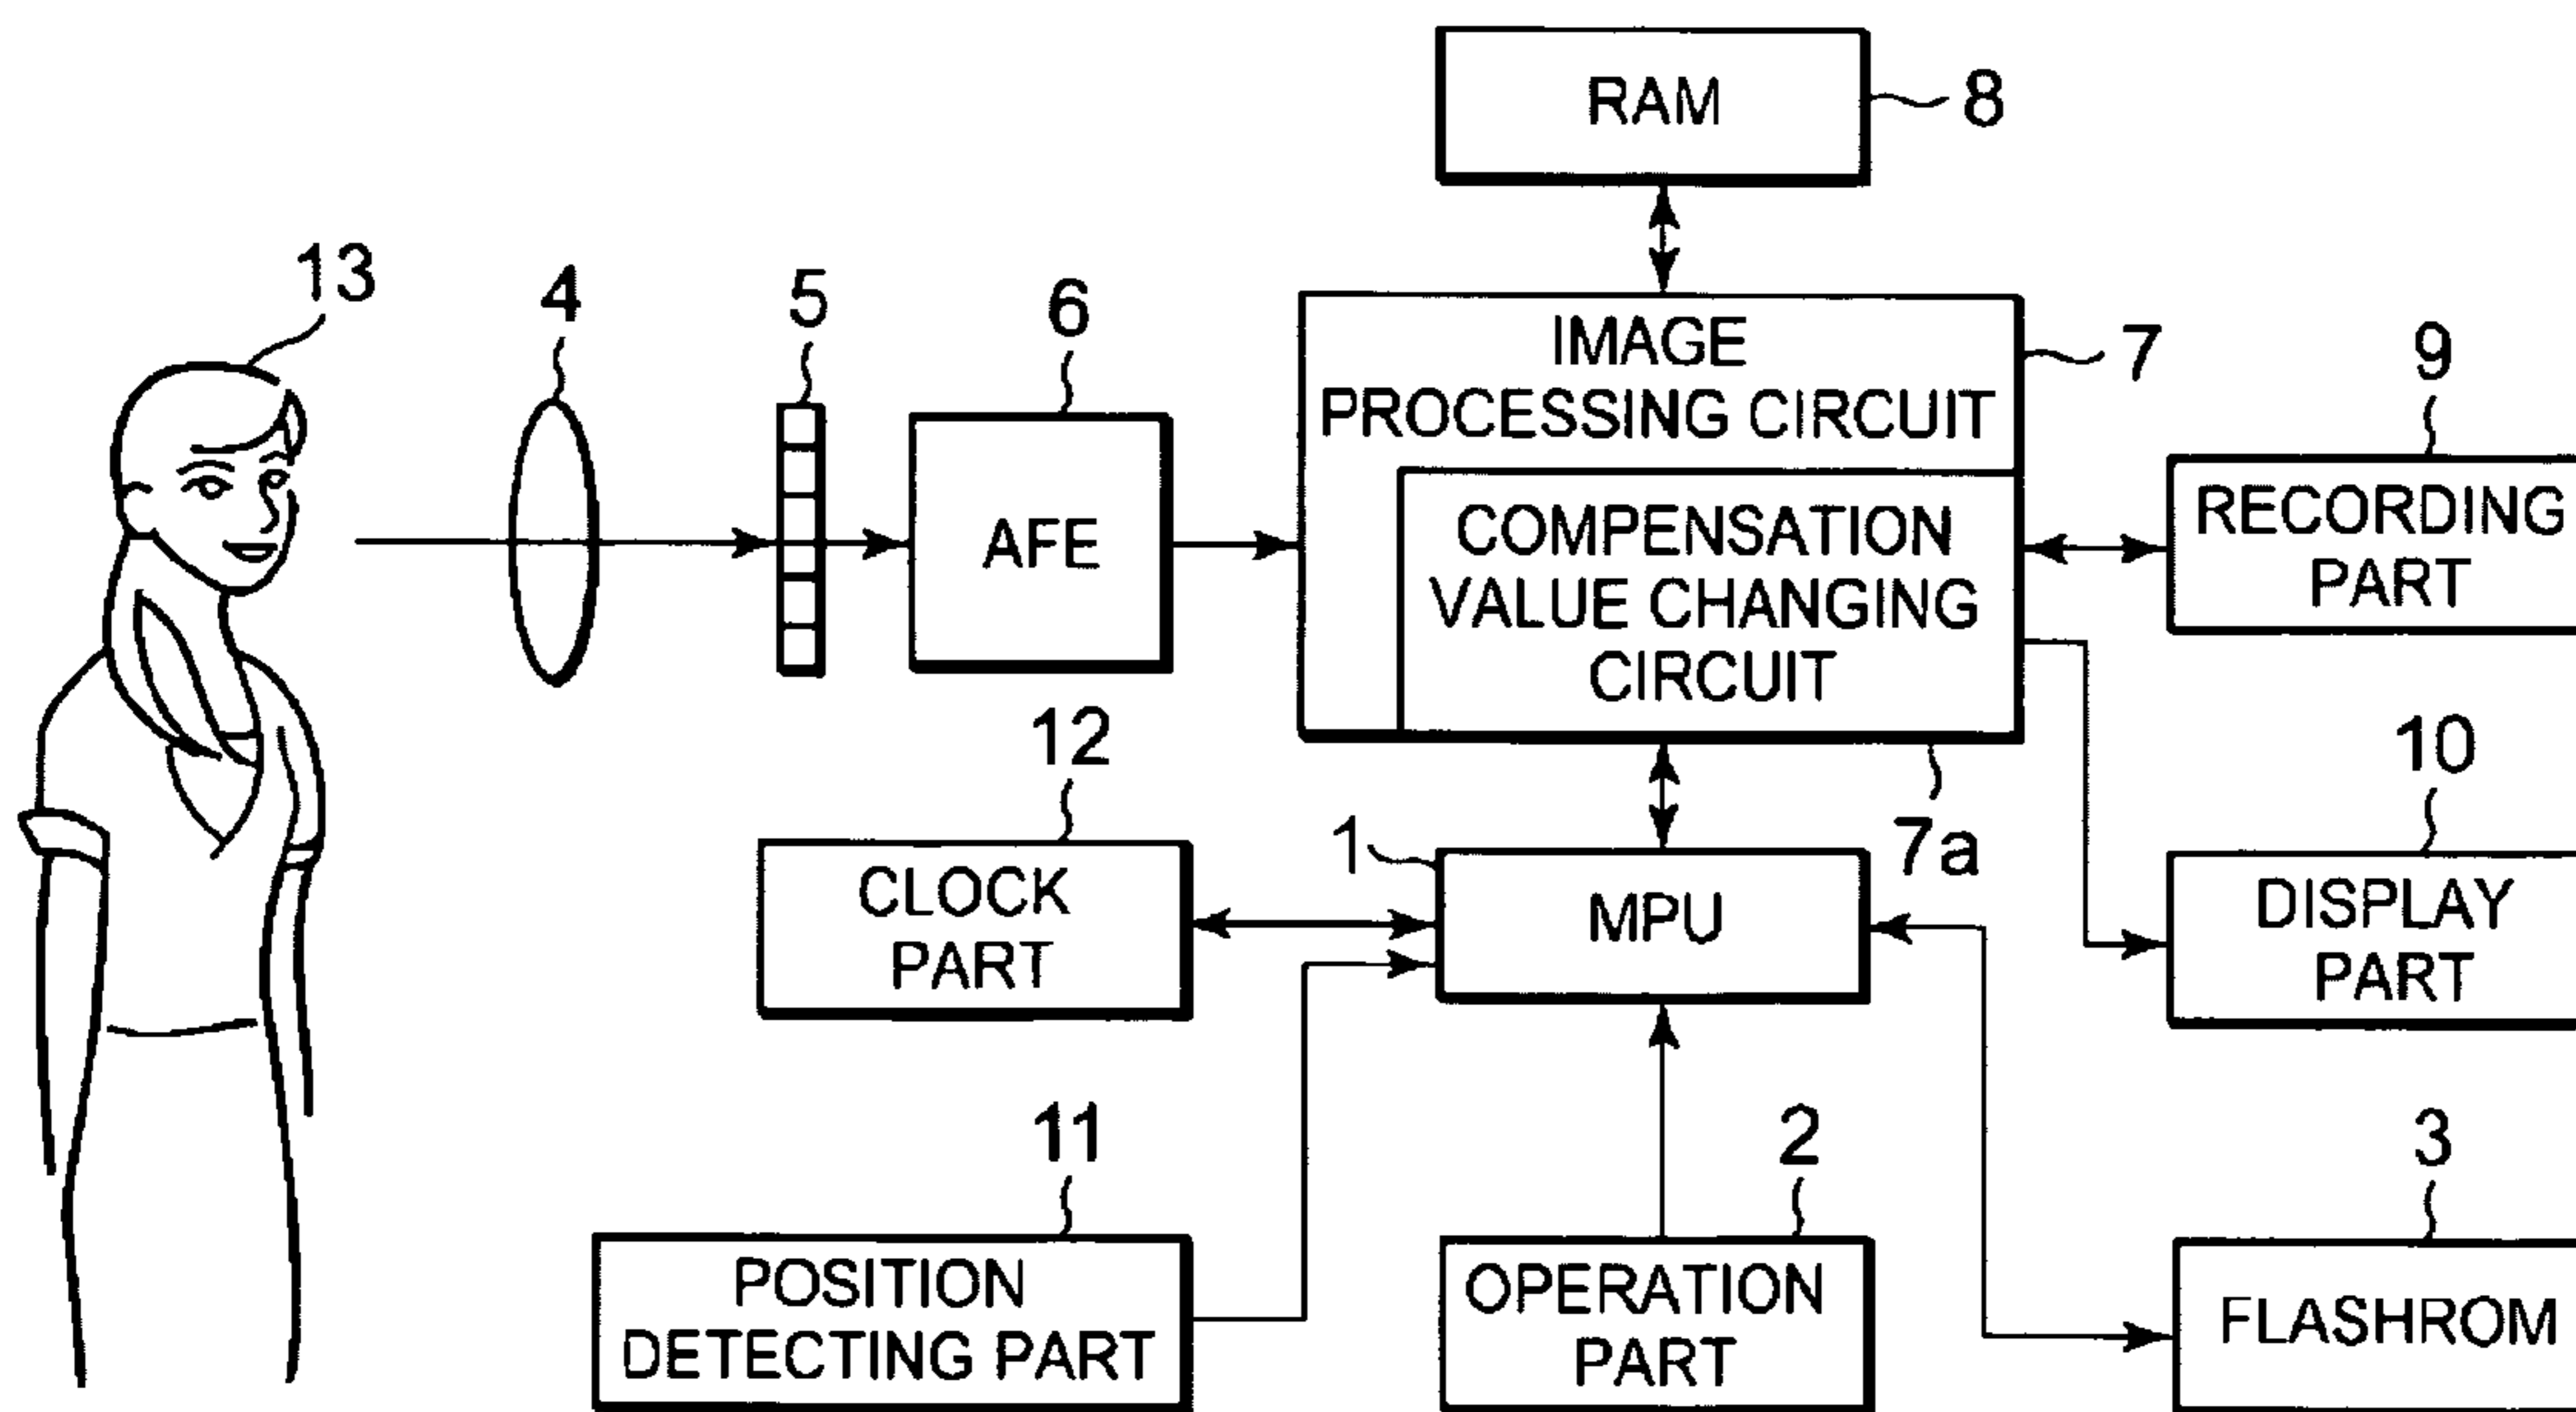 RAM
8
13
4
5
6
IMAGE
PROCESSING CIRCUIT
7
9
AFE
COMPENSATION
VALUE CHANGING
CIRCUIT
RECORDING
PART
12
10
1
7a
CLOCK
PART
MPU
DISPLAY
PART
11
2
3
POSITION
DETECTING PART
OPERATION
PART
FLASHROM